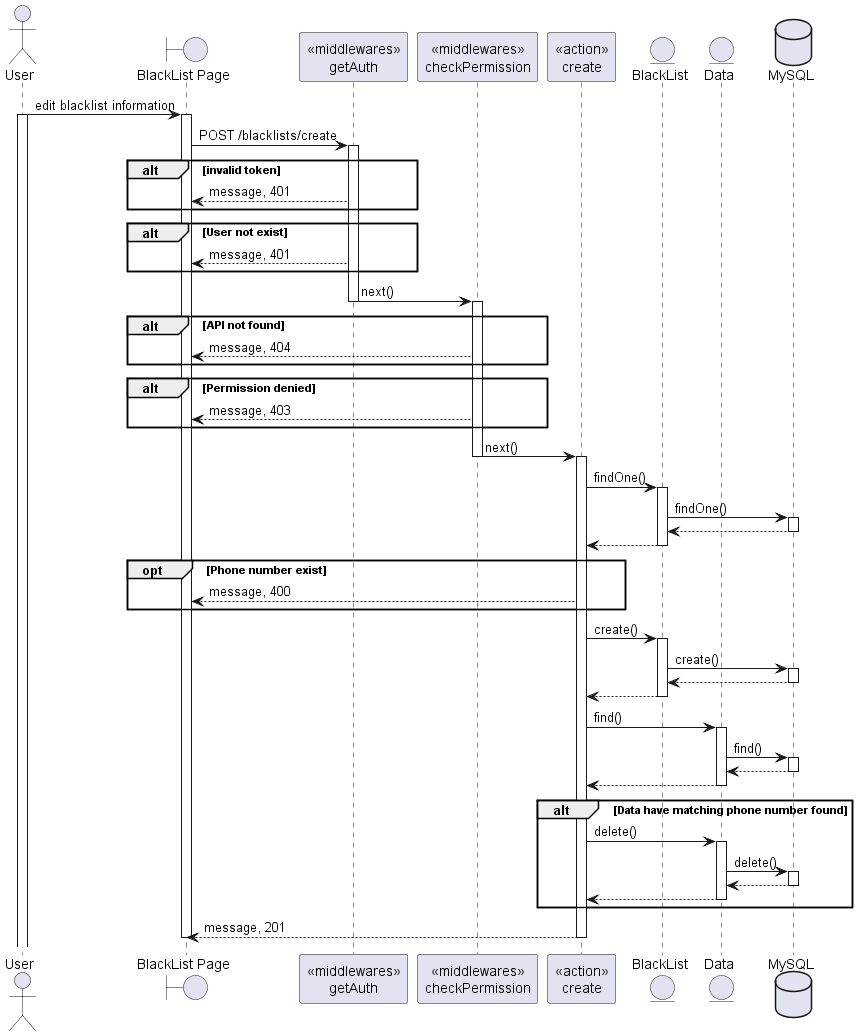 User
BlackList Page
«middlewares»
getAuth
«middlewares»
checkPermission
«action»
create
BlackList
Data
MySQL
edit blacklist information
POST /blacklists/create
alt
[invalid token]
message, 401
alt
[User not exist]
message, 401
next()
alt
[API not found]
message, 404
alt
[Permission denied]
message, 403
next()
findOne()
findOne()
opt
[Phone number exist]
message, 400
create()
create()
find()
find()
alt
[Data have matching phone number found]
delete()
delete()
message, 201
User
BlackList Page
«middlewares»
getAuth
«middlewares»
checkPermission
«action»
create
BlackList
Data
MySQL